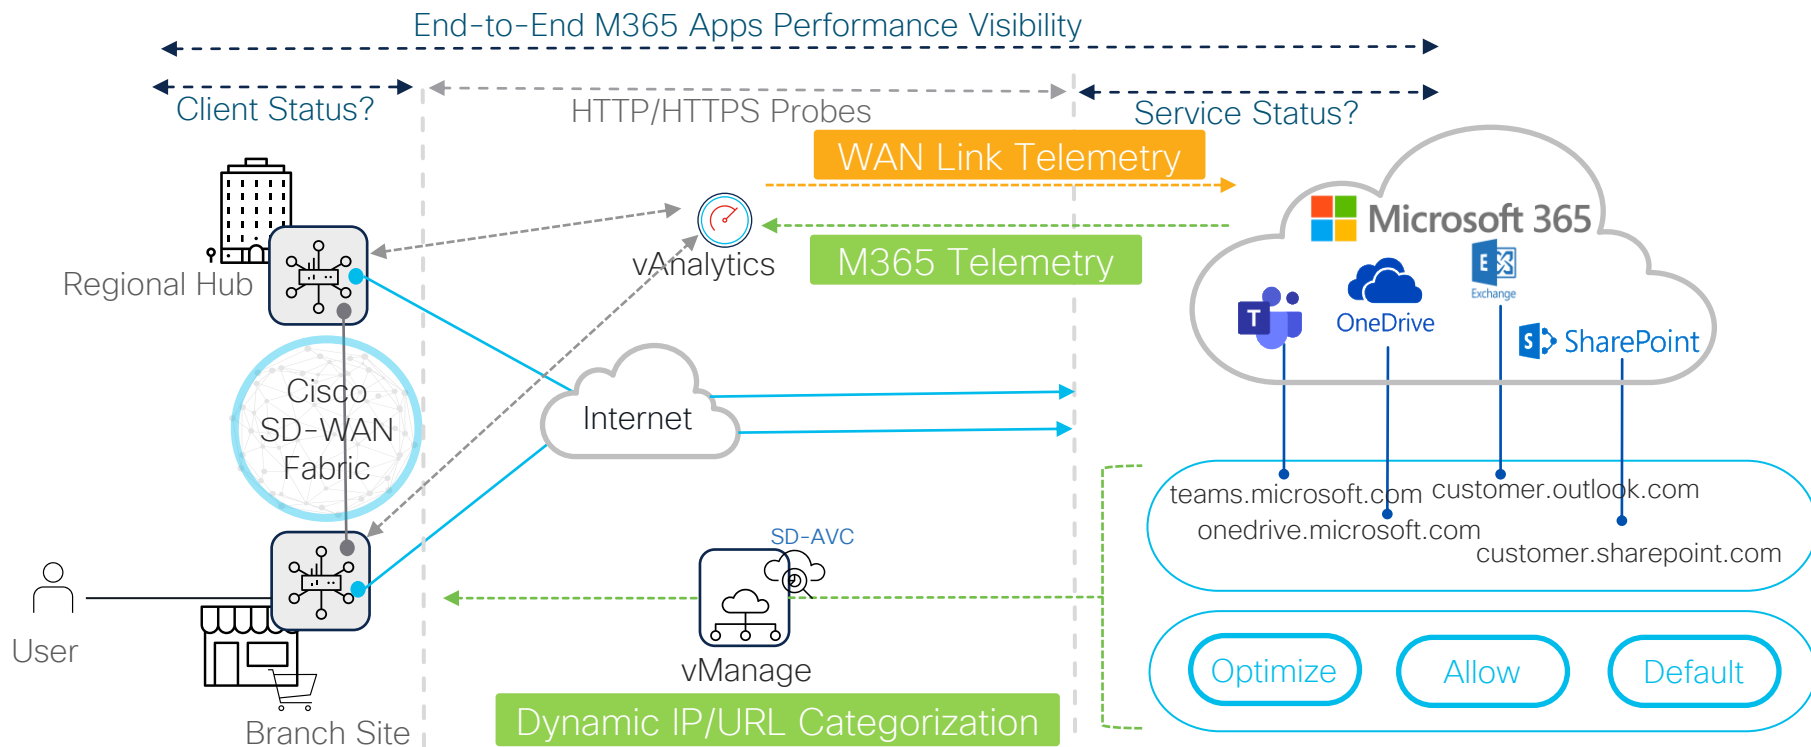 End-to-End M365 Apps Performance Visibility
Client Status?
HTTP/HTTPS Probes
Service Status?
WAN Link Telemetry
Microsoft 365
vAnalytics
M365 Telemetry
Regional Hub
E
Exchange
T
OneDrive
S
SharePoint
Cisco
SD-WAN
Fabric
Internet
teams.microsoft.com
customer.outlook.com
onedrive.microsoft.com
customer.sharepoint.com
SD-AVC
User
vManage
Optimize
Allow
Default
Branch Site
Dynamic IP/URL Categorization